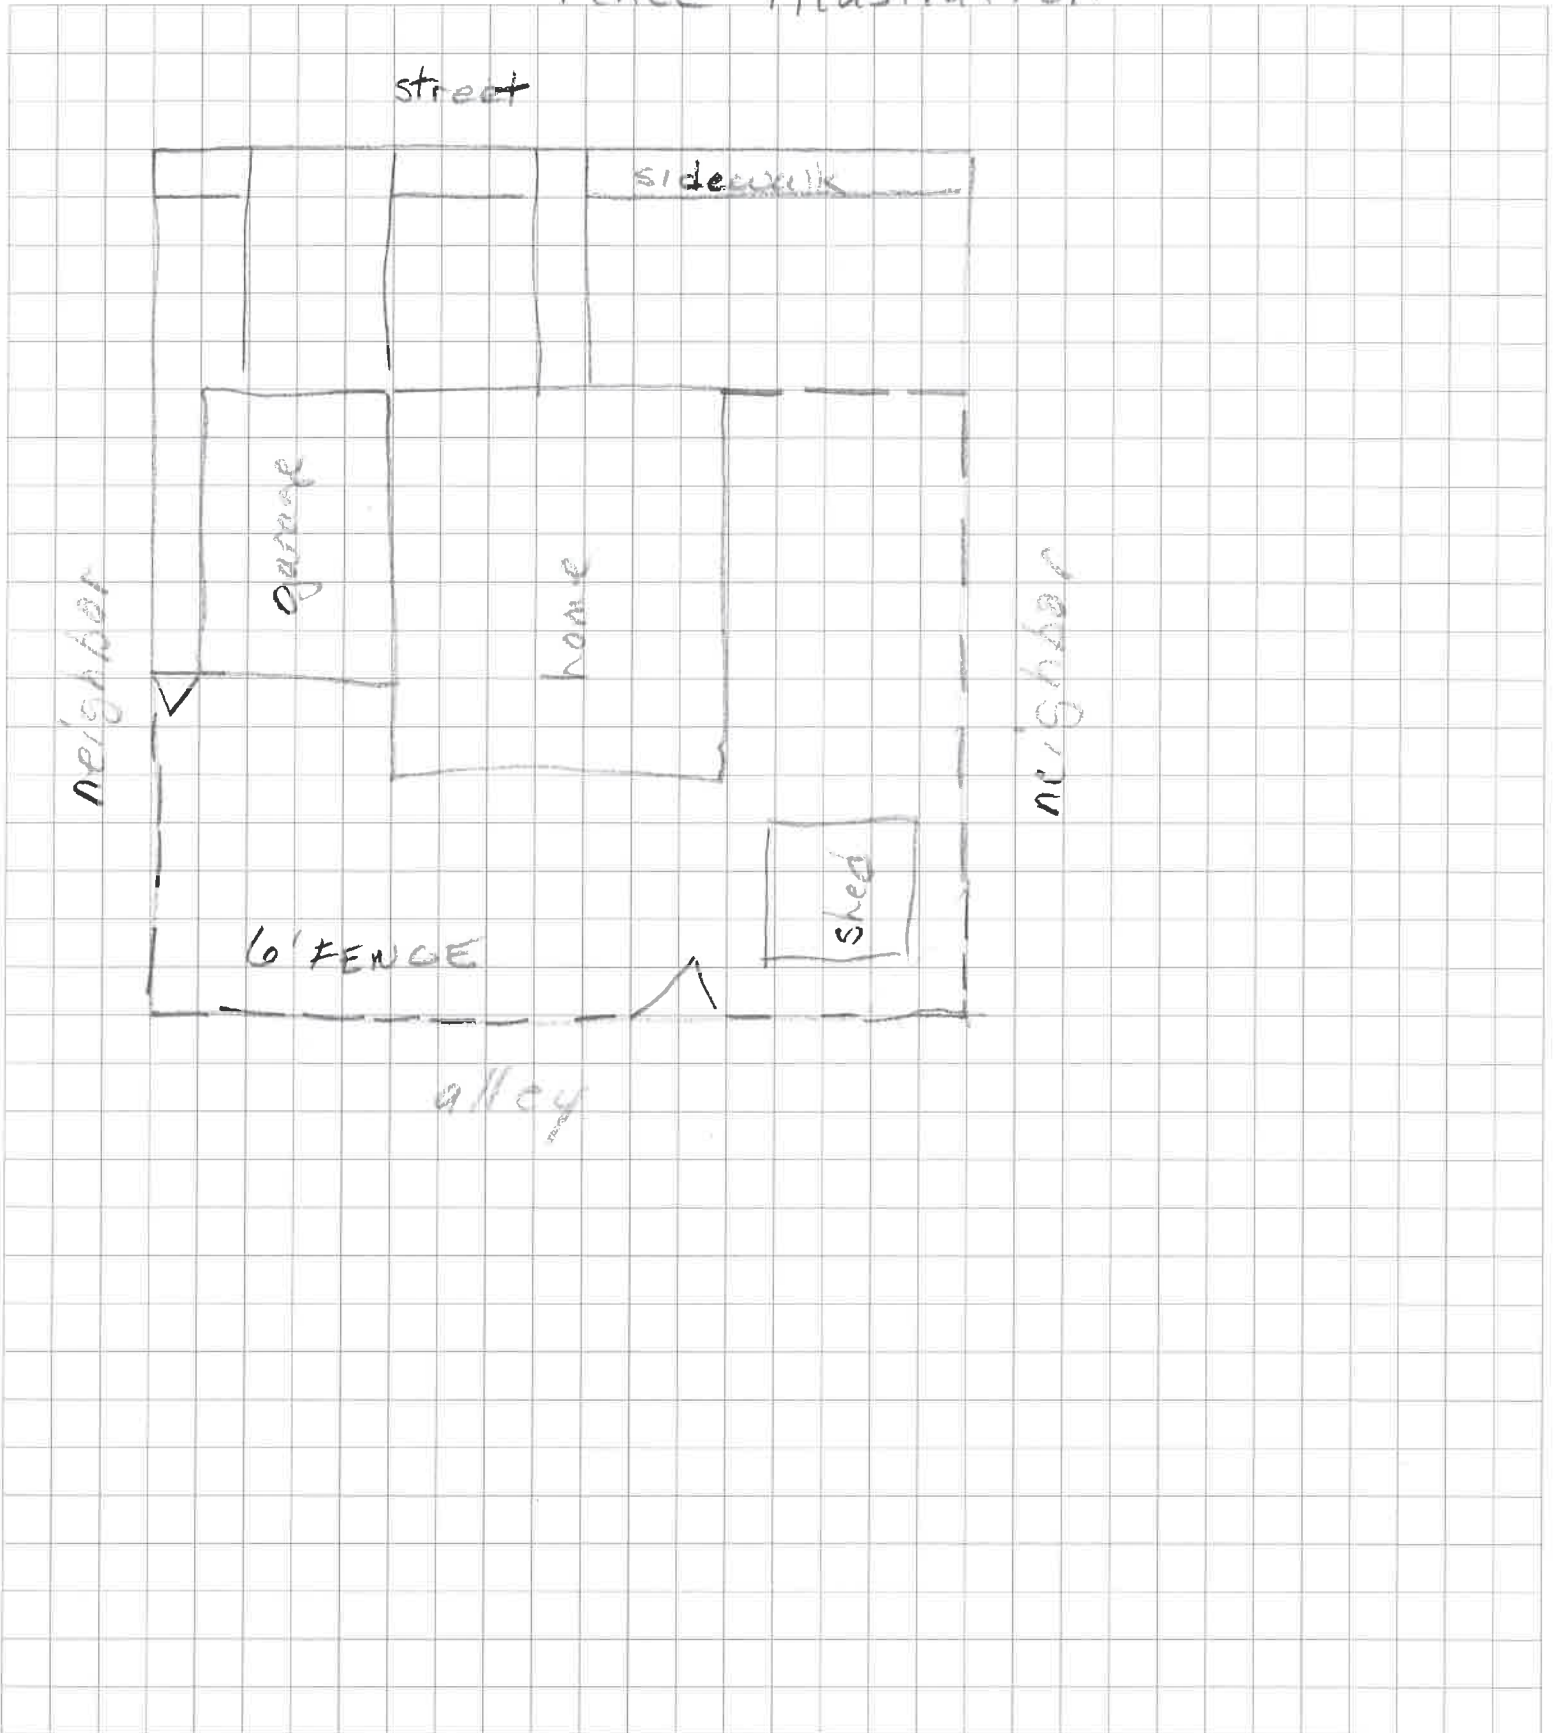 street
sidewalk
garage
home
neighbor
neighbor
shed
6' FENCE
alley